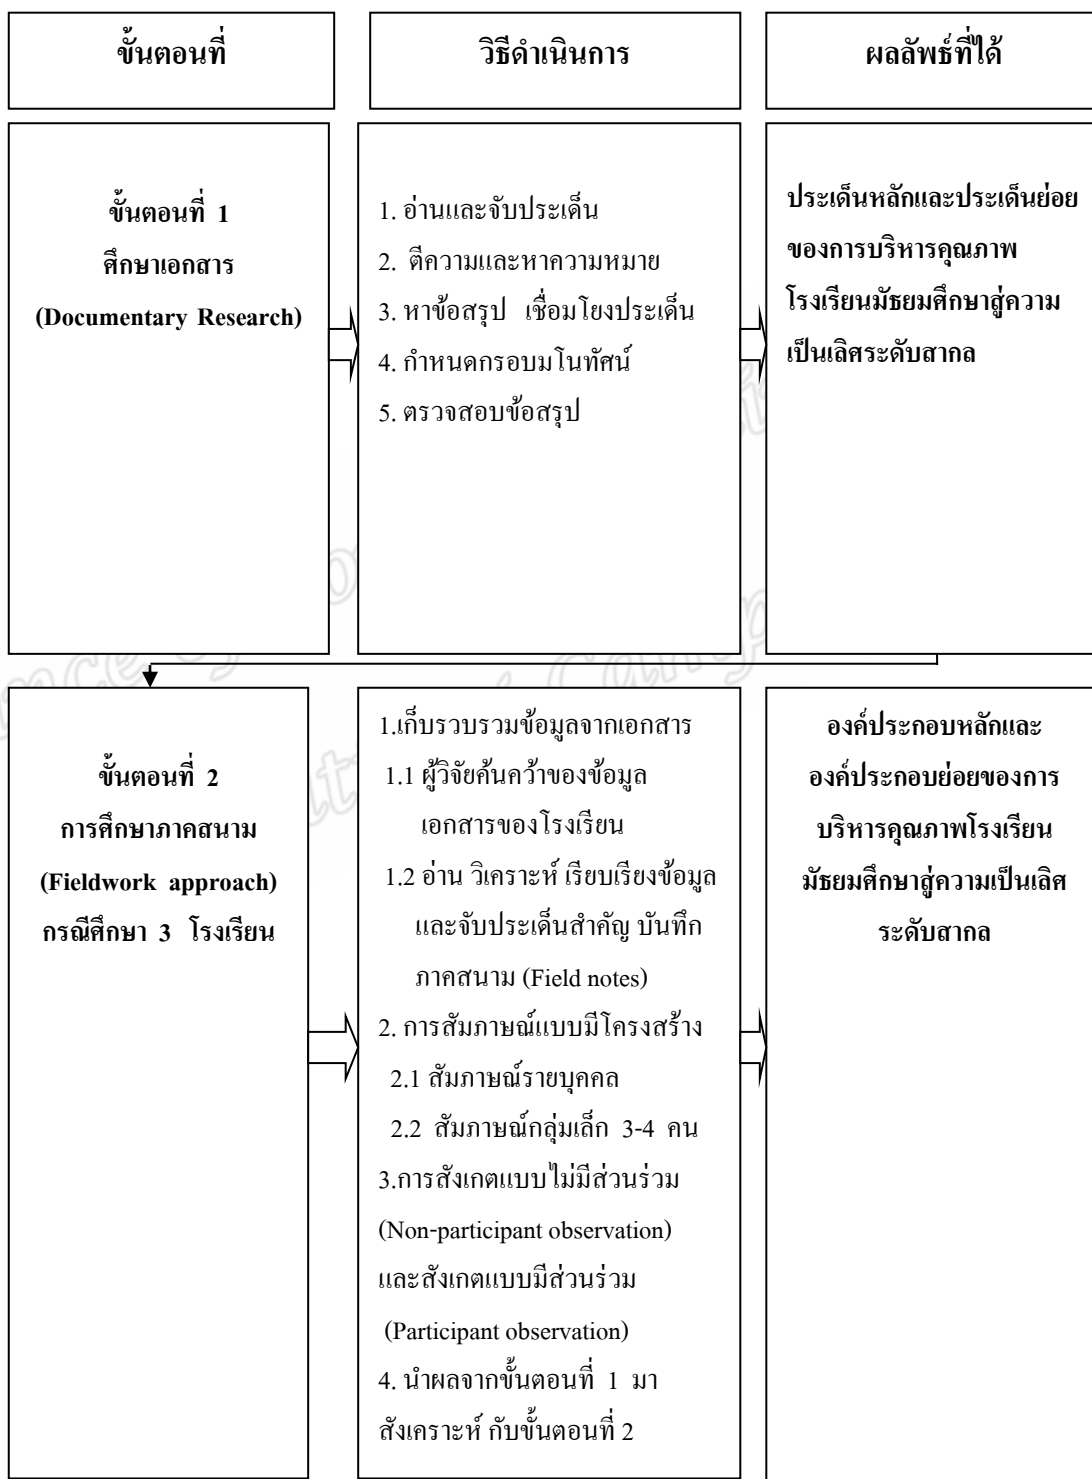 ขั้นตอนที่
วิธีดำเนินการ
ผลลัพธ์ที่ได้
ขั้นตอนที่ 1
ศึกษาเอกสาร
(Documentary Research)
1. อ่านและจับประเด็น
2. ตีความและหาความหมาย
3. หาข้อสรุป เชื่อมโยงประเด็น
4. กำหนดกรอบมโนทัศน์
5. ตรวจสอบข้อสรุป
ประเด็นหลักและประเด็นย่อย
ของการบริหารคุณภาพ
โรงเรียนมัธยมศึกษาสู่ความ
เป็นเลิศระดับสากล
ขั้นตอนที่ 2
การศึกษาภาคสนาม
(Fieldwork approach)
กรณีศึกษา 3 โรงเรียน
1.เก็บรวบรวมข้อมูลจากเอกสาร
1.1 ผู้วิจัยค้นคว้าของข้อมูล
เอกสารของโรงเรียน
1.2 อ่าน วิเคราะห์ เรียบเรียงข้อมูล
และจับประเด็นสำคัญ บันทึก
ภาคสนาม (Field notes)
2. การสัมภาษณ์แบบมีโครงสร้าง
2.1 สัมภาษณ์รายบุคคล
2.2 สัมภาษณ์กลุ่มเล็ก 3-4 คน
3.การสังเกตแบบไม่มีส่วนร่วม
(Non-participant observation)
และสังเกตแบบมีส่วนร่วม
(Participant observation)
4. นำผลจากขั้นตอนที่ 1 มา
สังเคราะห์ กับขั้นตอนที่ 2
องค์ประกอบหลักและ
องค์ประกอบย่อยของการ
บริหารคุณภาพโรงเรียน
มัธยมศึกษาสู่ความเป็นเลิศ
ระดับสากล